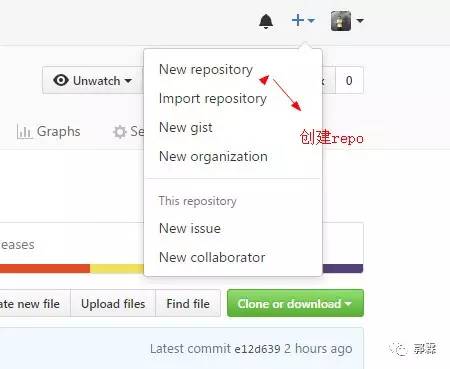 New repository
Unwatch
x
0
Import repository
New gist
Graphs
Se
创建repo
New organization
This repository
New issue
eases
New collaborator
ate new file
Upload files
Find file
Clone or download
Latest commit e12d639 2 hours ago
郭霖